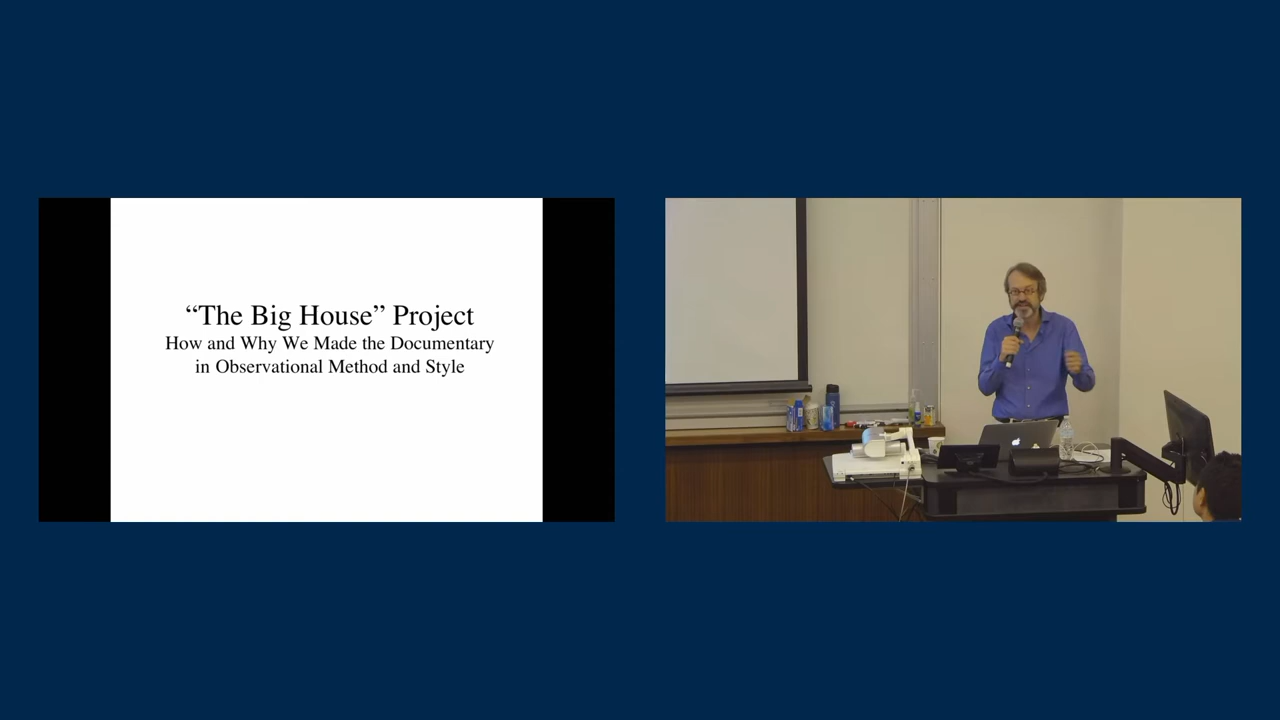 “The Big House” Project
How and Why We Made the Documentary
in Observational Method and Style